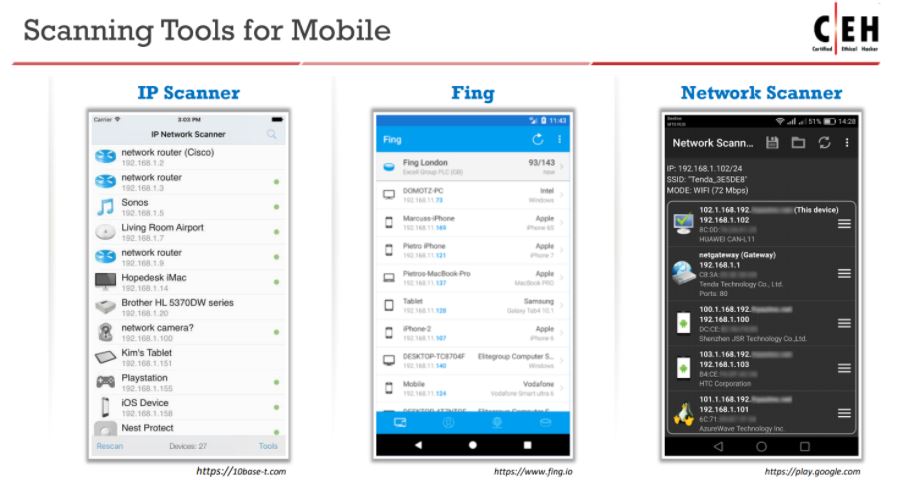 Scanning Tools for Mobile
CEH
Certified Ethical Hacker
IP Scanner
Carrier 3:03 PM
IP Network Scanner
network router (Cisco)
192.168.1.2
network router
192.168.1.3
Sonos
192.168.1.5
Living Room Airport
192.168.1.7
network router
192.168.1.9
Hopedesk iMac
192.168.1.14
Brother HL 5370DW series
192.168.1.20
network camera?
192.168.1.100
Kim's Tablet
192.168.1.151
Playstation
192.168.1.155
iOS Device
192.168.1.158
Nest Protect
Rescan Devices: 27 Tools
https://10base-t.com
Fing
11:43
Fing
Fing London 93/143
Excell Group PLC (GB) now
DOMOTZ-PC Intel
192.168.11.73 Windows
Marcuss-iPhone Apple
192.168.11.169 iPhone 6S
Pietro iPhone Apple
192.168.11.121 iPhone 7
Pietros-MacBook-Pro Apple
192.168.11.137 MacBook PRO
Tablet Samsung
192.168.11.128 Galaxy Tab4 10.1
iPhone-2 Apple
192.168.11.107 iPhone 6
DESKTOP-TC8704F Elitegroup Computer S...
192.168.11.140 Windows
Mobile Vodafone
192.168.11.124 Vodafone Smart ultra 6
https://www.fing.io
Network Scanner
51% 14:28
Network Scann...
IP: 192.168.1.102/24
SSID: "Tenda_3E5DE8"
MODE: WIFI (72 Mbps)
102.1.168.192. (This device)
192.168.1.102
8C:0D:
HUAWEI CAN-L11
netgateway (Gateway)
192.168.1.1
C8:3A:
Tenda Technology Co., Ltd.
Ports: 80
100.1.168.192.
192.168.1.100
DC:CE:
Shenzhen JSR Technology Co.,Ltd.
103.1.168.192.
192.168.1.103
B4:CE
HTC Corporation
101.1.168.192.
192.168.1.101
6C:71:
AzureWave Technology Inc.
https://play.google.com